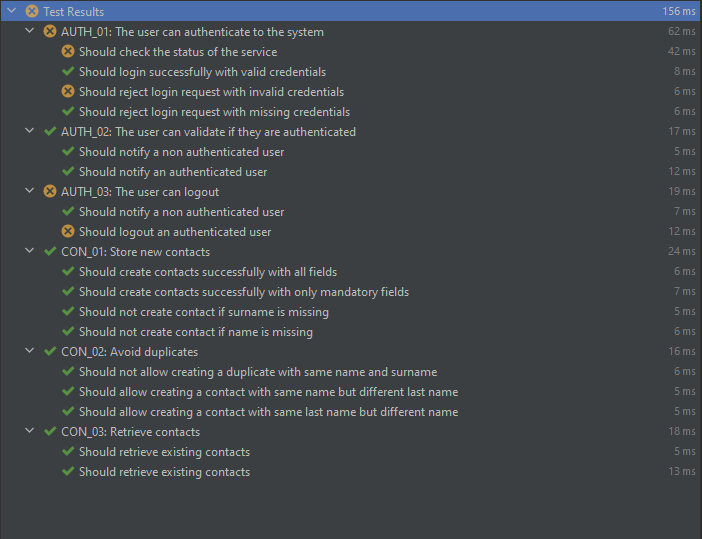 Test Results 156 ms
AUTH_01: The user can authenticate to the system 62 ms
Should check the status of the service 42 ms
Should login successfully with valid credentials 8 ms
Should reject login request with invalid credentials 6 ms
Should reject login request with missing credentials 6 ms
AUTH_02: The user can validate if they are authenticated 17 ms
Should notify a non authenticated user 5 ms
Should notify an authenticated user 12 ms
AUTH_03: The user can logout 19 ms
Should notify a non authenticated user 7 ms
Should logout an authenticated user 12 ms
CON_01: Store new contacts 24 ms
Should create contacts successfully with all fields 6 ms
Should create contacts successfully with only mandatory fields 7 ms
Should not create contact if surname is missing 5 ms
Should not create contact if name is missing 6 ms
CON_02: Avoid duplicates 16 ms
Should not allow creating a duplicate with same name and surname 6 ms
Should allow creating a contact with same name but different last name 5 ms
Should allow creating a contact with same last name but different name 5 ms
CON_03: Retrieve contacts 18 ms
Should retrieve existing contacts 5 ms
Should retrieve existing contacts 13 ms